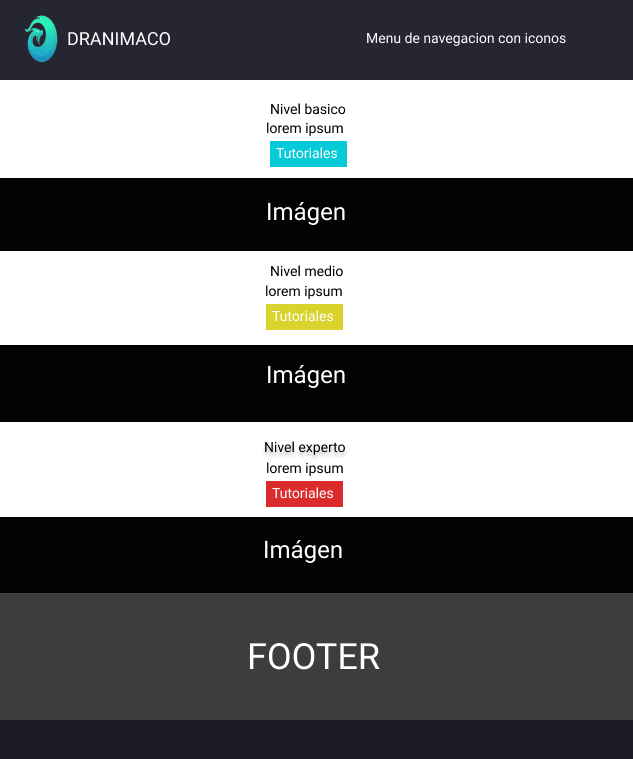 DRANIMACO
Menu de navegacion con iconos
Nivel basico
lorem ipsum
Tutoriales
Imágen
Nivel medio
lorem ipsum
Tutoriales
Imágen
Nivel experto
lorem ipsum
Tutoriales
Imágen
FOOTER